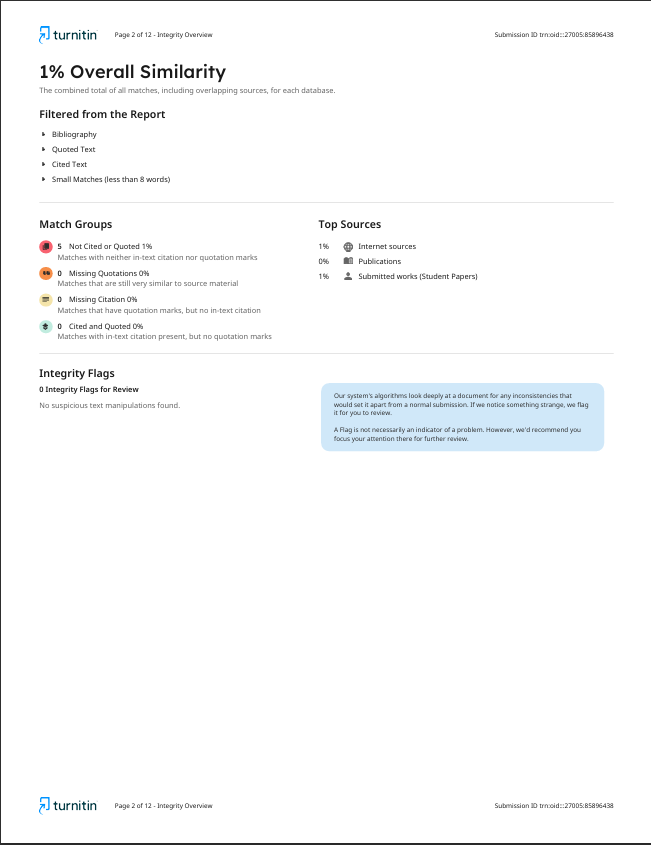 turnitin Page 2 of 12 - Integrity Overview Submission ID trn:oid:::27005:85896438
1% Overall Similarity
The combined total of all matches, including overlapping sources, for each database.
Filtered from the Report
Bibliography
Quoted Text
Cited Text
Small Matches (less than 8 words)
Match Groups
5 Not Cited or Quoted 1%
Matches with neither in-text citation nor quotation marks
0 Missing Quotations 0%
Matches that are still very similar to source material
0 Missing Citation 0%
Matches that have quotation marks, but no in-text citation
0 Cited and Quoted 0%
Matches with in-text citation present, but no quotation marks
Top Sources
1% Internet sources
0% Publications
1% Submitted works (Student Papers)
Integrity Flags
0 Integrity Flags for Review
No suspicious text manipulations found.
Our system's algorithms look deeply at a document for any inconsistencies that
would set it apart from a normal submission. If we notice something strange, we flag
it for you to review.
A Flag is not necessarily an indicator of a problem. However, we'd recommend you
focus your attention there for further review.
turnitin Page 2 of 12 - Integrity Overview Submission ID trn:oid:::27005:85896438